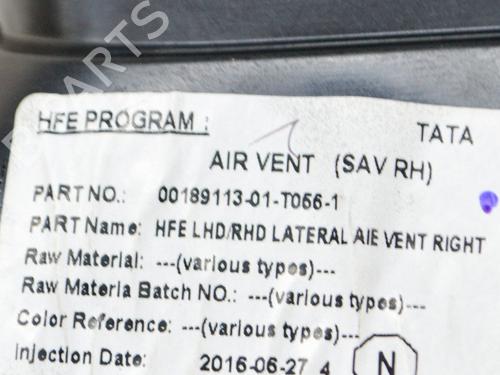 HFE PROGRAM : TATA
AIR VENT (SAV RH)
PART NO.: 00189113-01-T056-1
PART Name: HFE LHD/RHD LATERAL AIE VENT RIGHT
Raw Material: ---(various types)---
Raw Materia Batch NO.: ---(various types)---
Color Reference: ---(various types)---
Injection Date: 2016-06-27 4
N
PARTS